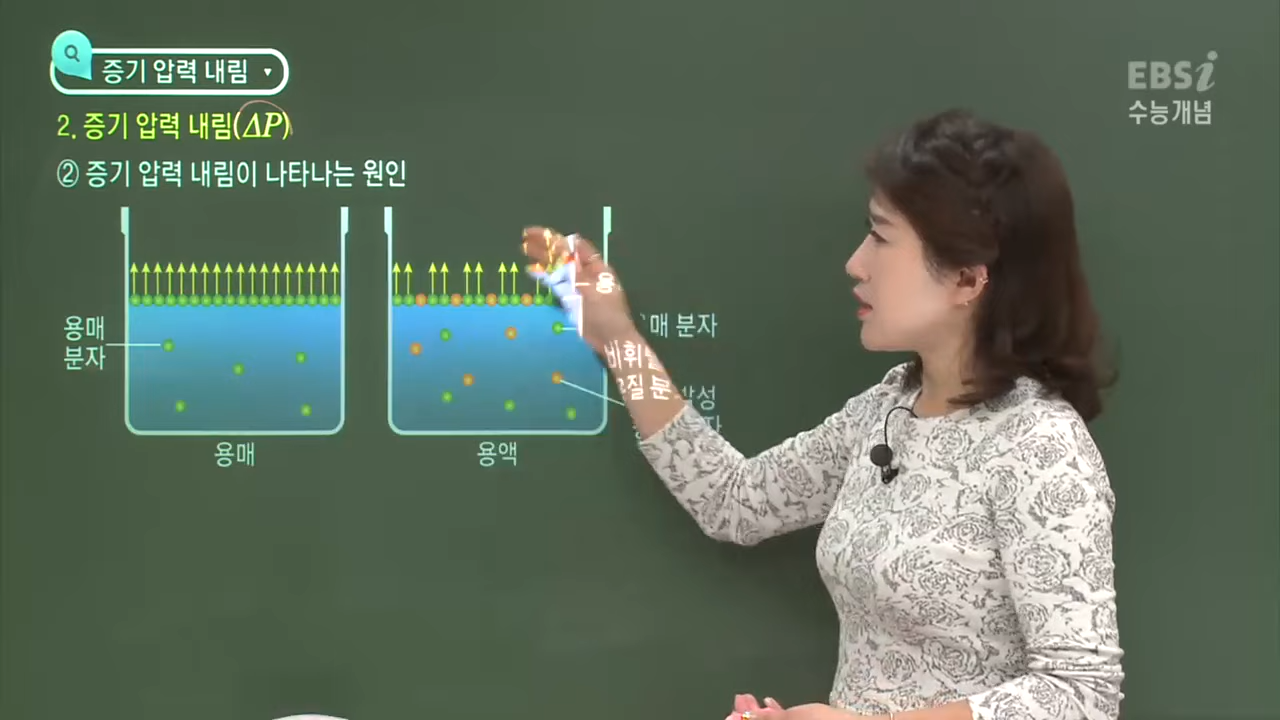 증기 압력 내림
EBSi
수능개념
2. 증기 압력 내림(ΔP)
② 증기 압력 내림이 나타나는 원인
용매
분자
매 분자
용매
용액